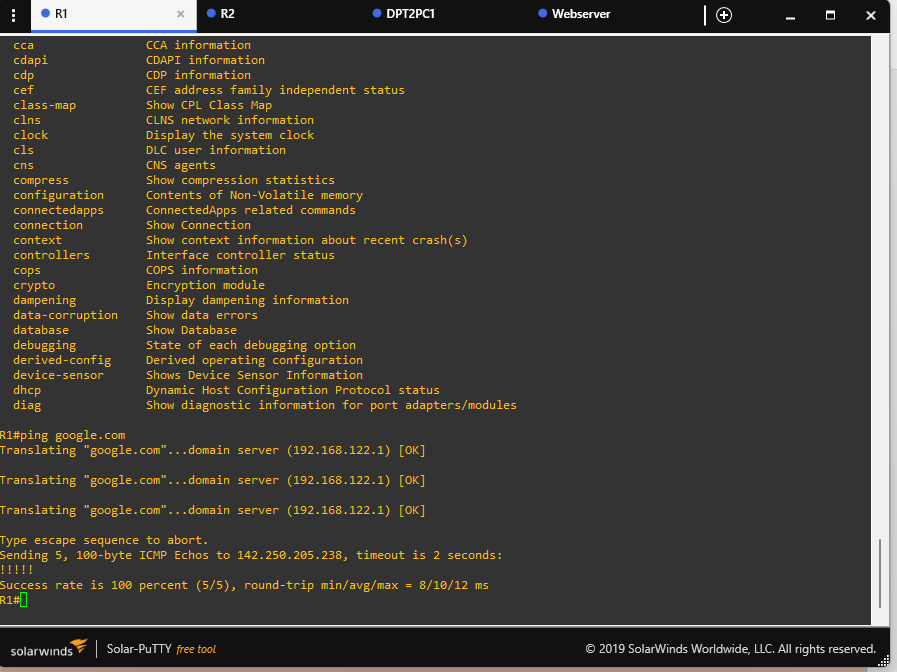 R1 × R2 DPT2PC1 Webserver
cca CCA information
cdapi CDAPI information
cdp CDP information
cef CEF address family independent status
class-map Show CPL Class Map
clns CLNS network information
clock Display the system clock
cls DLC user information
cns CNS agents
compress Show compression statistics
configuration Contents of Non-Volatile memory
connectedapps ConnectedApps related commands
connection Show Connection
context Show context information about recent crash(s)
controllers Interface controller status
cops COPS information
crypto Encryption module
dampening Display dampening information
data-corruption Show data errors
database Show Database
debugging State of each debugging option
derived-config Derived operating configuration
device-sensor Shows Device Sensor Information
dhcp Dynamic Host Configuration Protocol status
diag Show diagnostic information for port adapters/modules
R1#ping google.com
Translating "google.com"...domain server (192.168.122.1) [OK]
Translating "google.com"...domain server (192.168.122.1) [OK]
Translating "google.com"...domain server (192.168.122.1) [OK]
Type escape sequence to abort.
Sending 5, 100-byte ICMP Echos to 142.250.205.238, timeout is 2 seconds:
!!!!!
Success rate is 100 percent (5/5), round-trip min/avg/max = 8/10/12 ms
R1#
solarwinds | Solar-PuTTY free tool © 2019 SolarWinds Worldwide, LLC. All rights reserved.